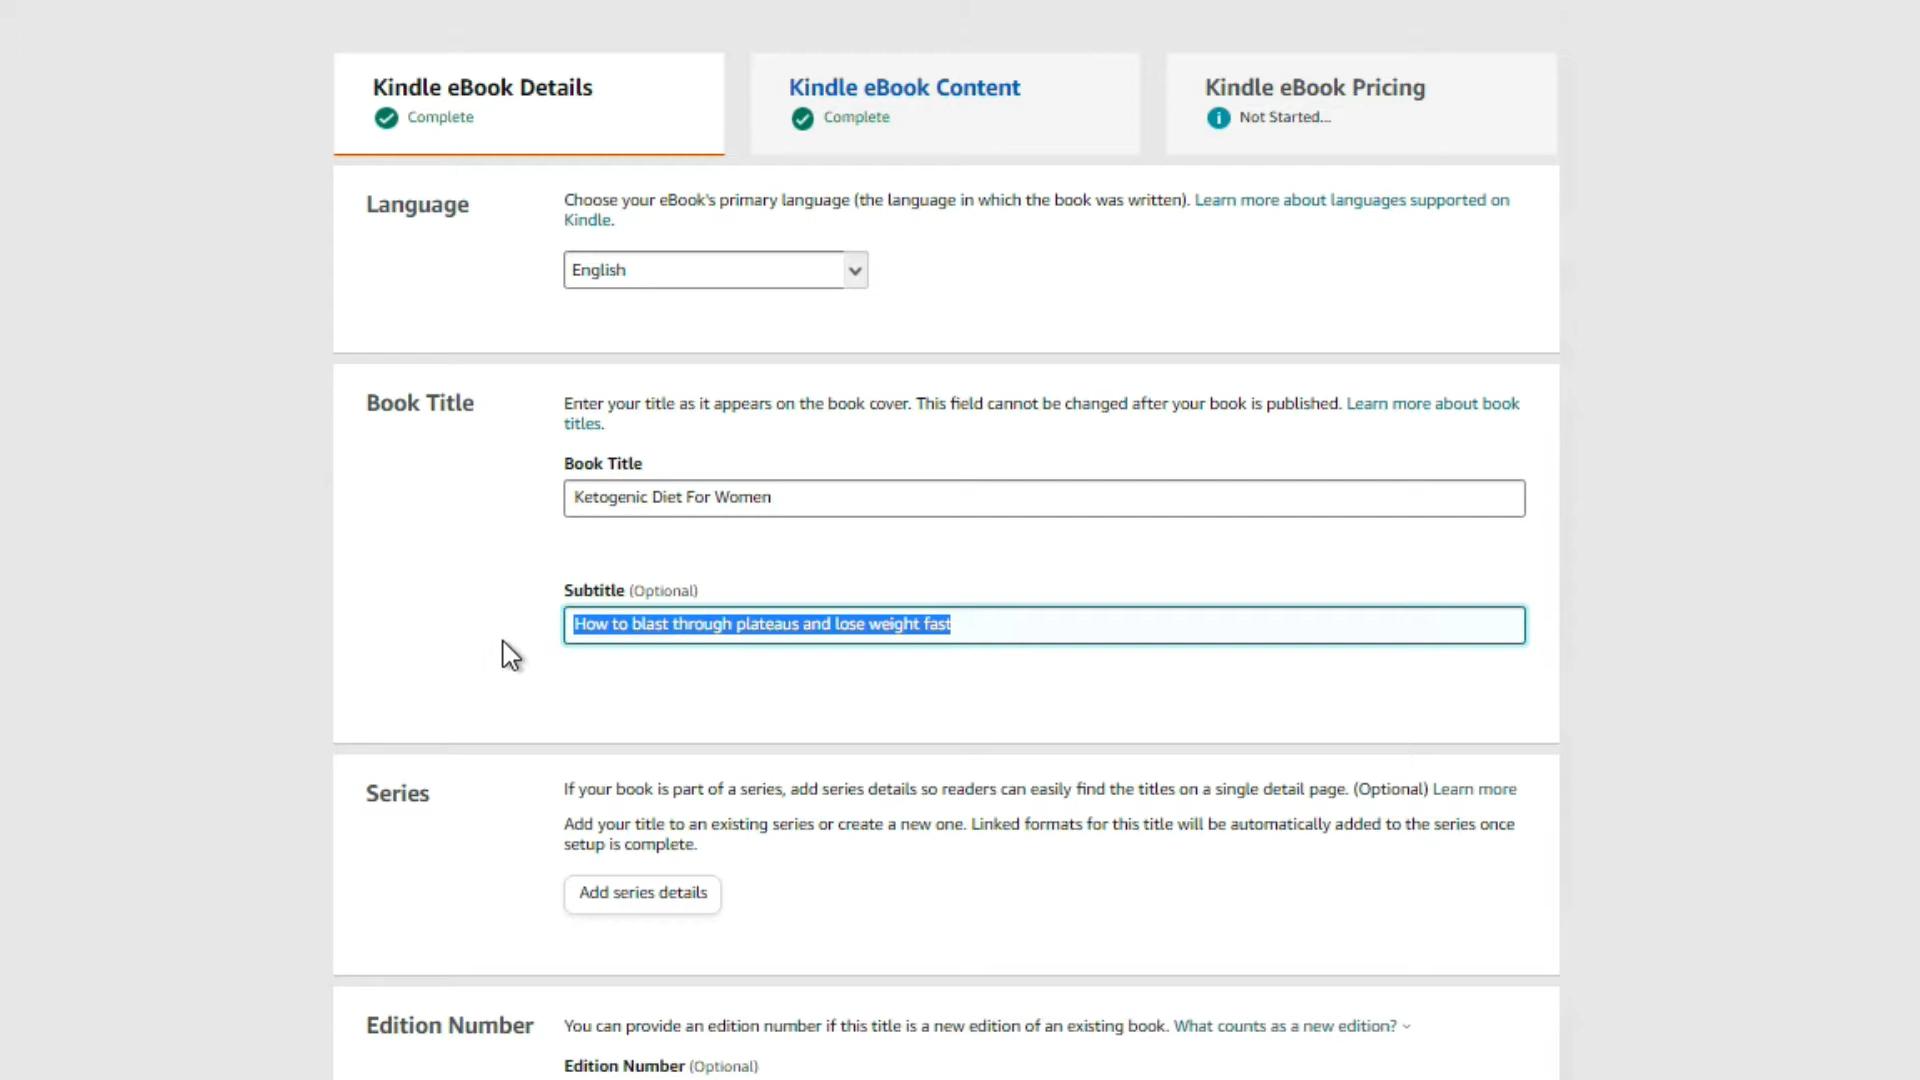 Kindle eBook Details
Complete
Kindle eBook Content
Complete
Kindle eBook Pricing
Not Started...
Language
Choose your eBook's primary language (the language in which the book was written). Learn more about languages supported on
Kindle.
English
Book Title
Enter your title as it appears on the book cover. This field cannot be changed after your book is published. Learn more about book
titles.
Book Title
Ketogenic Diet For Women
Subtitle (Optional)
How to blast through plateaus and lose weight fast
Series
If your book is part of a series, add series details so readers can easily find the titles on a single detail page. (Optional) Learn more
Add your title to an existing series or create a new one. Linked formats for this title will be automatically added to the series once
setup is complete.
Add series details
Edition Number
You can provide an edition number if this title is a new edition of an existing book. What counts as a new edition?
Edition Number (Optional)